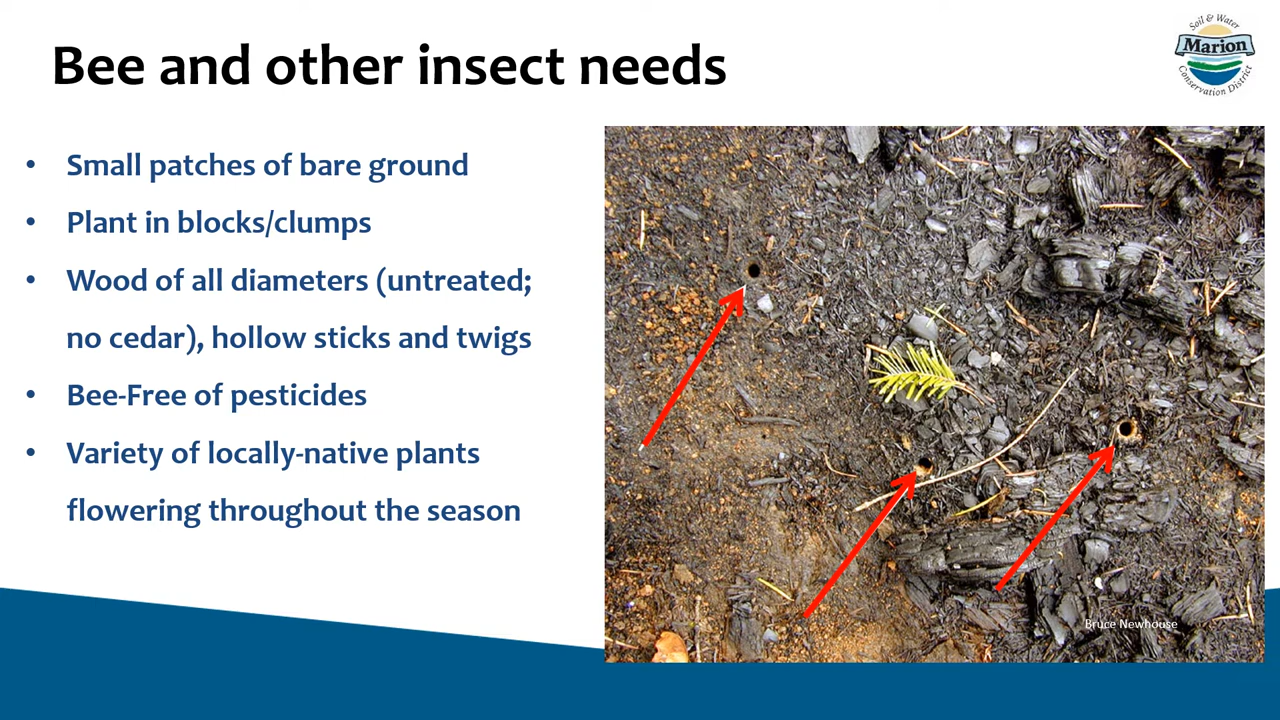 Bee and other insect needs
Soil & Water
Marion
Conservation District
• Small patches of bare ground
• Plant in blocks/clumps
• Wood of all diameters (untreated;
no cedar), hollow sticks and twigs
• Bee-Free of pesticides
• Variety of locally-native plants
flowering throughout the season
Bruce Newhouse